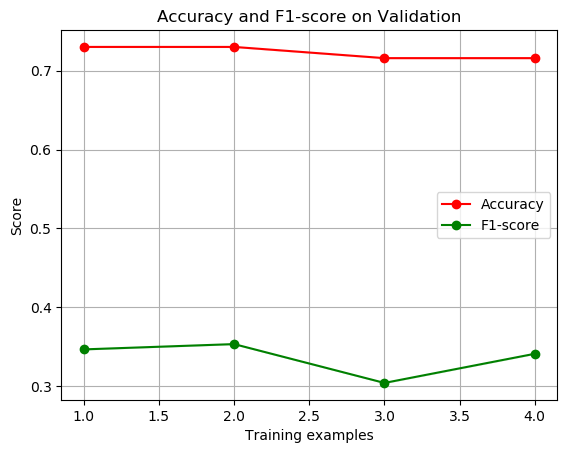 Accuracy and F1-score on Validation
0.7
0.6
0.5
0.4
0.3
Score
Accuracy
F1-score
1.0 1.5 2.0 2.5 3.0 3.5 4.0
Training examples